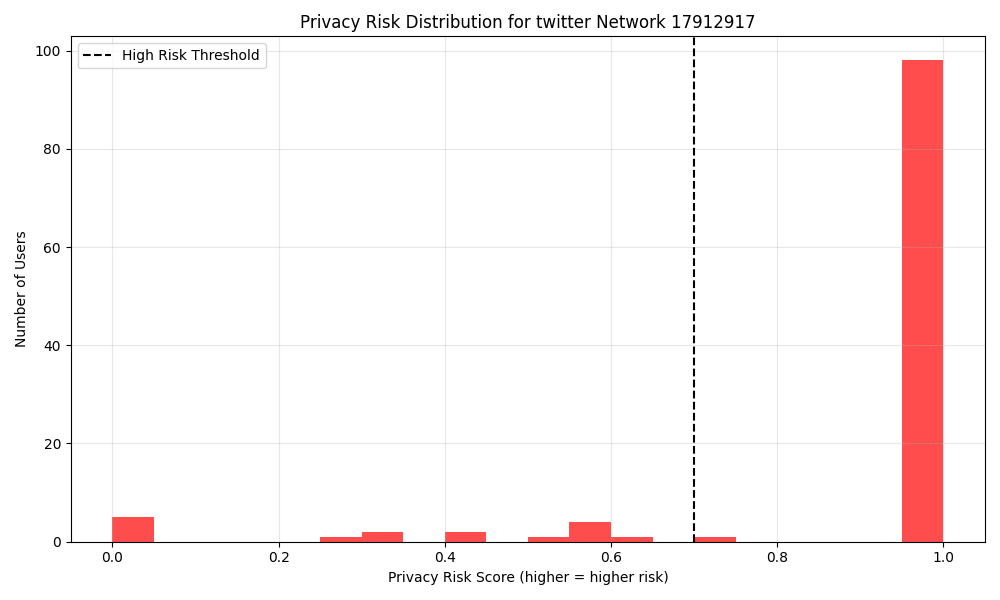 Privacy Risk Distribution for twitter Network 17912917
High Risk Threshold
100
80
60
40
20
0
Number of Users
0.0 0.2 0.4 0.6 0.8 1.0
Privacy Risk Score (higher = higher risk)